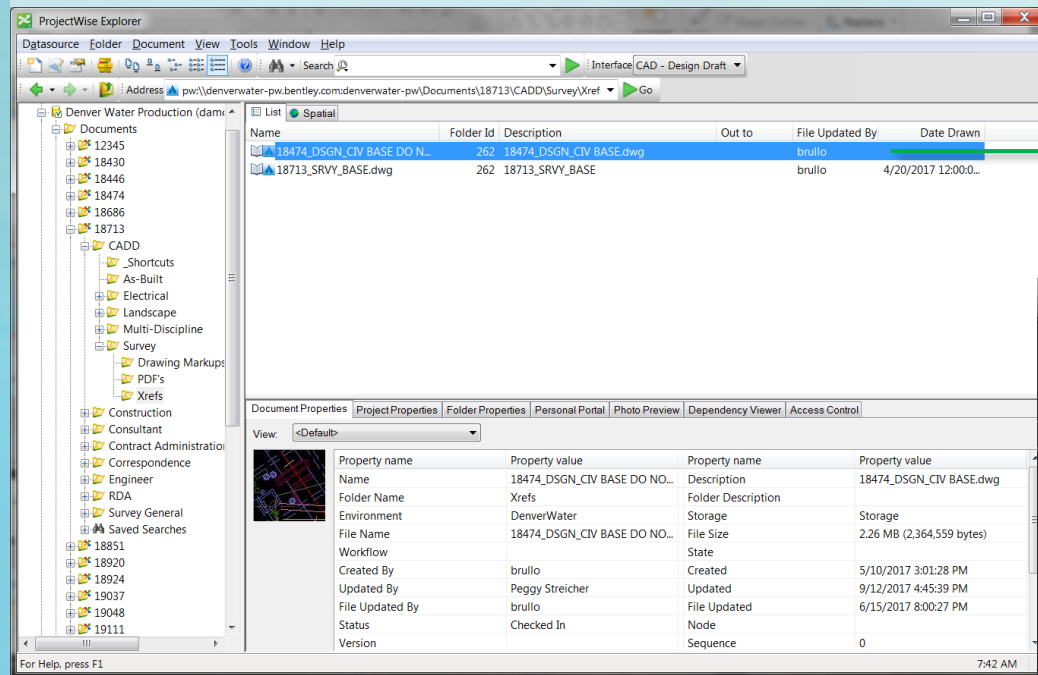 ProjectWise Explorer
Datasource Folder Document View Tools Window Help
Search Interface CAD - Design Draft
Address pw:\\denverwater-pw.bentley.com:denverwater-pw\Documents\18713\CADD\Survey\Xref Go
Denver Water Production (dame
Documents
12345
18430
18446
18474
18686
18713
CADD
_Shortcuts
As-Built
Electrical
Landscape
Multi-Discipline
Survey
Drawing Markups
PDF's
Xrefs
Construction
Consultant
Contract Administration
Correspondence
Engineer
RDA
Survey General
Saved Searches
18851
18920
18924
19037
19048
19111
List Spatial
Name Folder Id Description Out to File Updated By Date Drawn
18474_DSGN_CIV BASE DO N... 262 18474_DSGN_CIV BASE.dwg brullo
18713_SRVY_BASE.dwg 262 18713_SRVY_BASE brullo 4/20/2017 12:00:0...
Document Properties Project Properties Folder Properties Personal Portal Photo Preview Dependency Viewer Access Control
View: <Default>
Property name Property value Property name Property value
Name 18474_DSGN_CIV BASE DO NO... Description 18474_DSGN_CIV BASE.dwg
Folder Name Xrefs Folder Description
Environment DenverWater Storage Storage
File Name 18474_DSGN_CIV BASE DO NO... File Size 2.26 MB (2,364,559 bytes)
Workflow State
Created By brullo Created 5/10/2017 3:01:28 PM
Updated By Peggy Streicher Updated 9/12/2017 4:45:39 PM
File Updated By brullo File Updated 6/15/2017 8:00:27 PM
Status Checked In Node
Version Sequence 0
For Help, press F1 7:42 AM